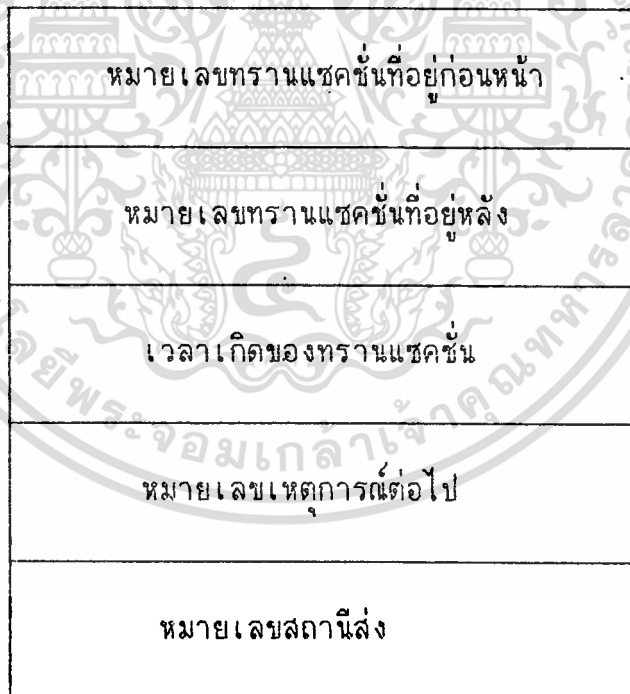 หมายเลขทรานแซคชั่นที่อยู่ก่อนหน้า
หมายเลขทรานแซคชั่นที่อยู่หลัง
เวลาเกิดของทรานแซคชั่น
หมายเลขเหตุการณ์ต่อไป
หมายเลขสถานีส่ง